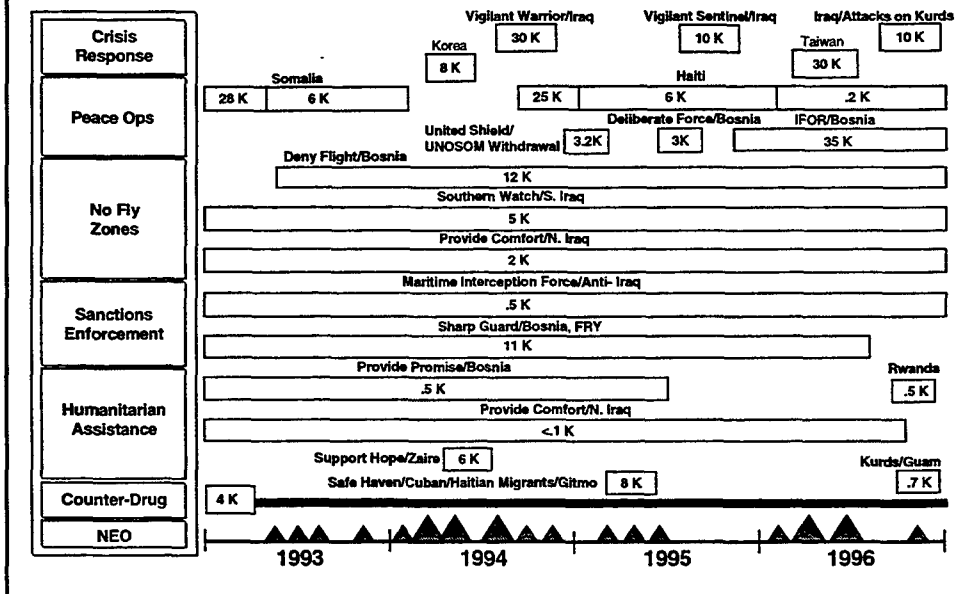 Crisis
Response
Vigilant Warrior/Iraq
30 K
Vigilant Sentinel/Iraq
10 K
Iraq/Attacks on Kurds
10 K
Korea
8 K
Taiwan
30 K
Peace Ops
Somalia
28 K
6 K
Haiti
25 K
6 K
.2 K
United Shield/
UNOSOM Withdrawal
3.2K
Deliberate Force/Bosnia
3K
IFOR/Bosnia
35 K
No Fly
Zones
Deny Flight/Bosnia
12 K
Southern Watch/S. Iraq
5 K
Provide Comfort/N. Iraq
2 K
Sanctions
Enforcement
Maritime Interception Force/Anti- Iraq
.5 K
Sharp Guard/Bosnia, FRY
11 K
Humanitarian
Assistance
Provide Promise/Bosnia
.5 K
Rwanda
.5 K
Provide Comfort/N. Iraq
<.1 K
Support Hope/Zaire
6 K
Safe Haven/Cuban/Haitian Migrants/Gitmo
8 K
Kurds/Guam
.7 K
Counter-Drug
4 K
NEO
1993
1994
1995
1996